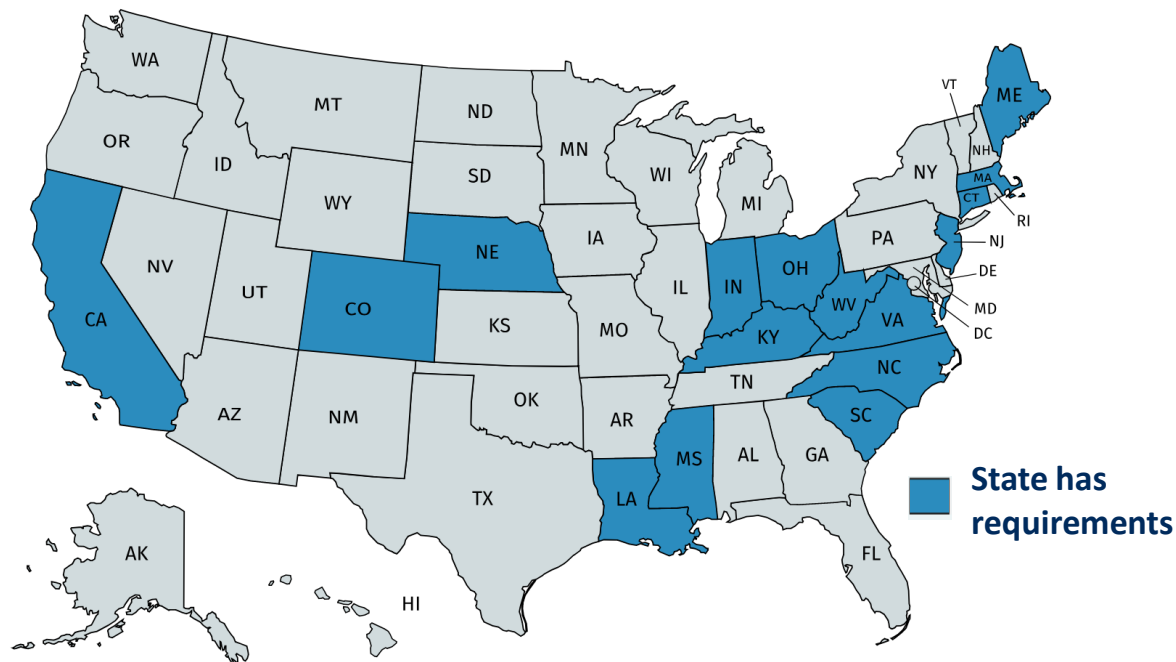 WA
MT
ND
MN
VT
ME
OR
ID
SD
WI
NY
NH
MA
WY
MI
CT
RI
IA
PA
NE
NJ
NV
OH
DE
UT
IL
IN
CO
WV
MD
CA
KS
MO
VA
DC
KY
NC
TN
OK
AZ
NM
AR
SC
MS
AL
GA
State has
requirements
LA
TX
AK
FL
HI